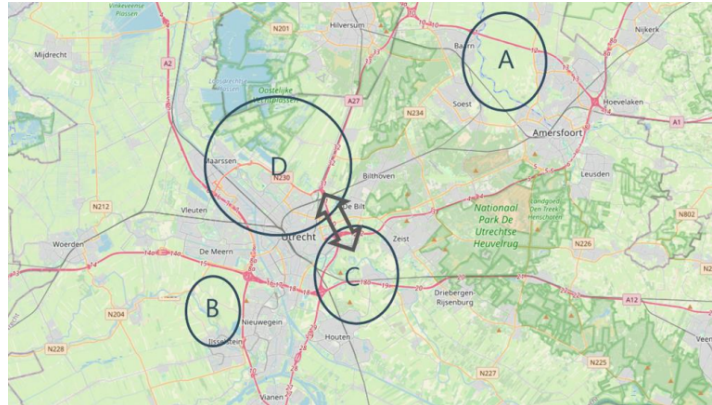 Vinkeveense
Plassen
N201
Hilversum
Nijkerk
Mijdrecht
A2
Baarn
A
Oostelijke
Vechtplassen
A27
Soest
Hoevelaken
A1
N234
Amersfoort
Maarssen
D
N230
Bilthoven
Leusden
N212
Vleuten
De Bilt
Nationaal
Park De
Utrechtse
Heuvelrug
N802
Woerden
Utrecht
Zeist
N226
De Meern
C
A12
B
Driebergen
Rijsenburg
N204
Nieuwegein
IJsselstein
Houten
N228
N225
N227
Vianen
Veen